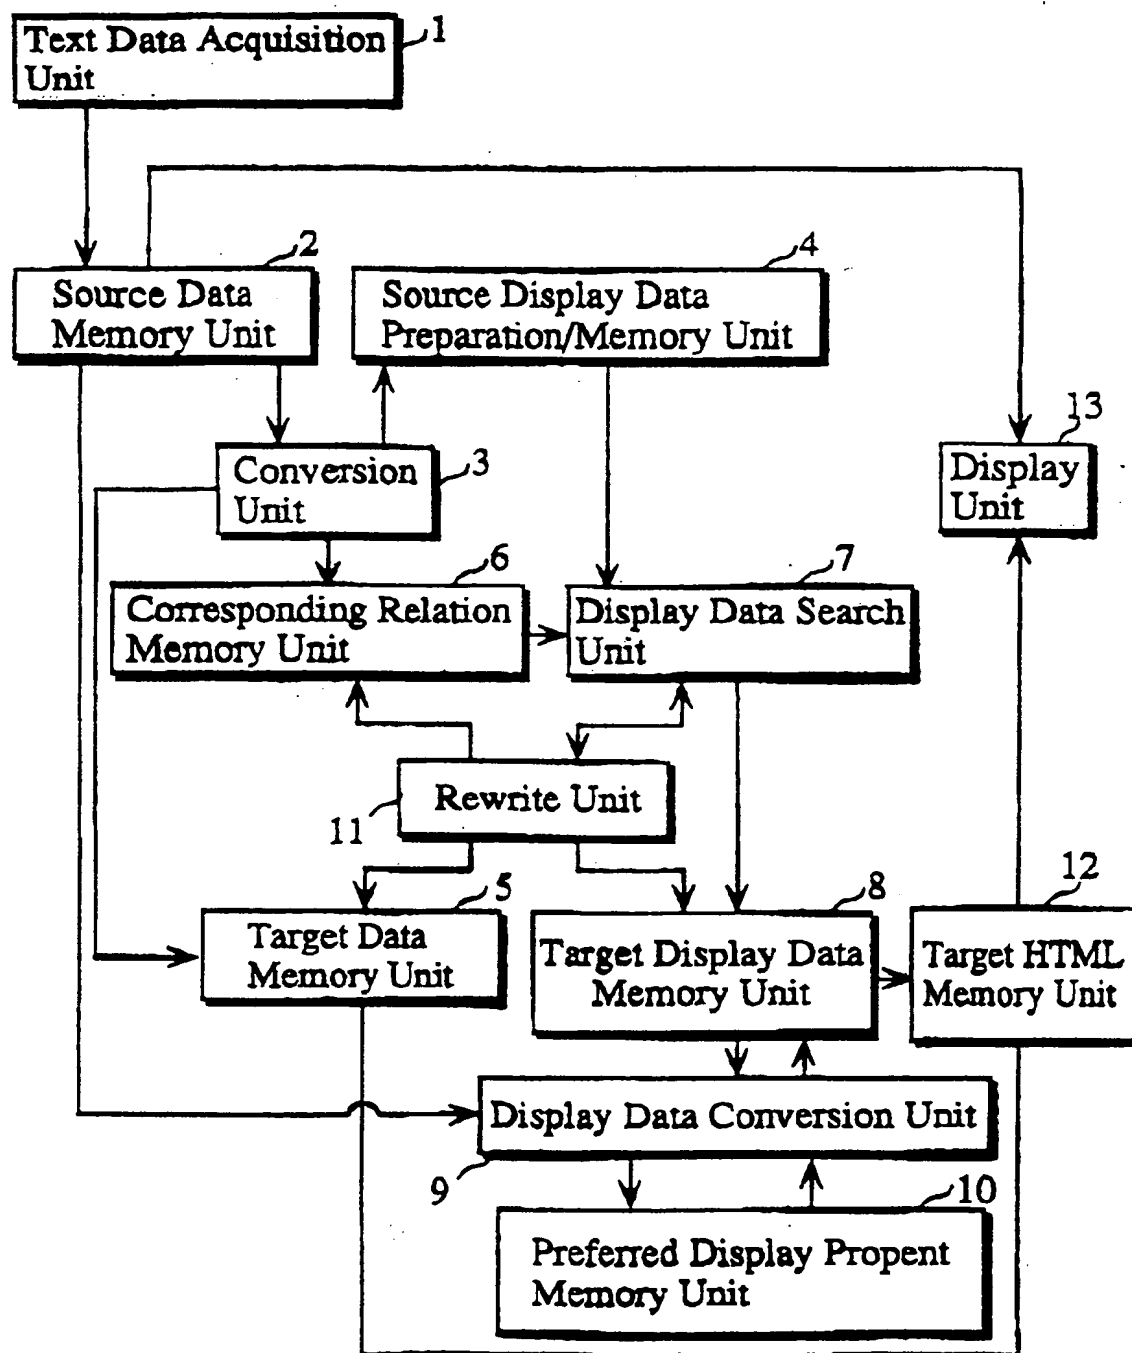 Text Data Acquisition
Unit
1
2
Source Data
Memory Unit
4
Source Display Data
Preparation/Memory Unit
13
Display
Unit
3
Conversion
Unit
6
Corresponding Relation
Memory Unit
7
Display Data Search
Unit
Rewrite Unit
11
5
Target Data
Memory Unit
8
Target Display Data
Memory Unit
12
Target HTML
Memory Unit
Display Data Conversion Unit
9
10
Preferred Display Propent
Memory Unit